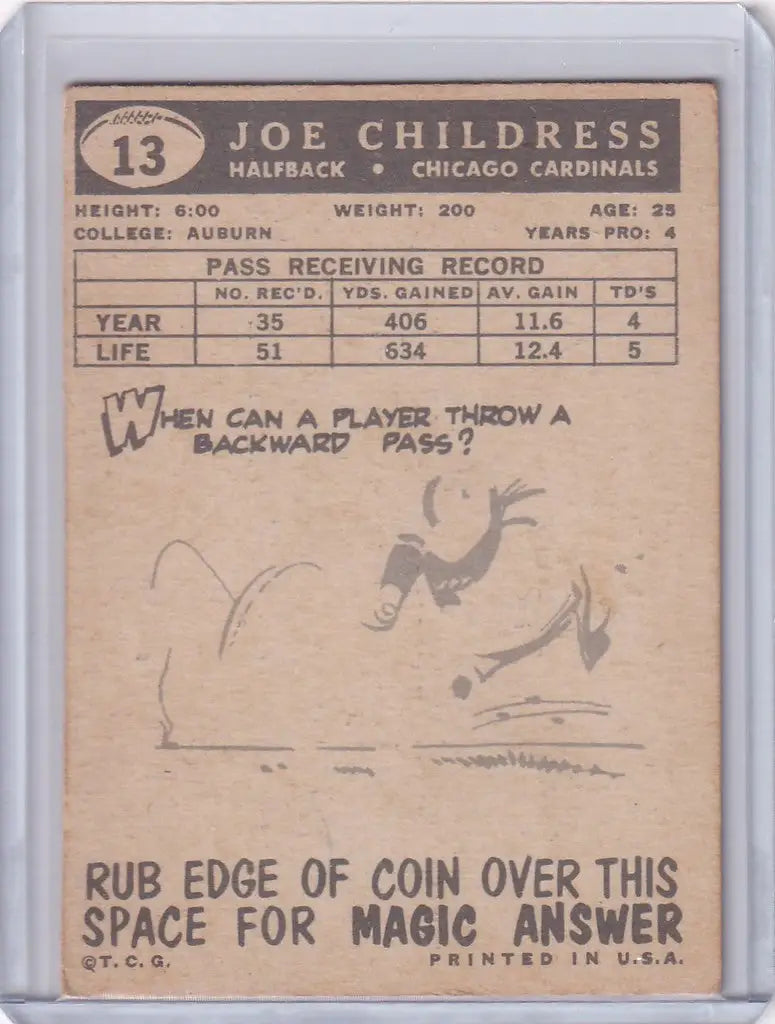 13
JOE CHILDRESS
HALFBACK • CHICAGO CARDINALS
HEIGHT: 6:00 WEIGHT: 200 AGE: 25
COLLEGE: AUBURN YEARS PRO: 4
PASS RECEIVING RECORD
NO. REC'D. YDS. GAINED AV. GAIN TD'S
YEAR 35 406 11.6 4
LIFE 51 634 12.4 5
WHEN CAN A PLAYER THROW A
BACKWARD PASS?
RUB EDGE OF COIN OVER THIS
SPACE FOR MAGIC ANSWER
©T.C.G. PRINTED IN U.S.A.